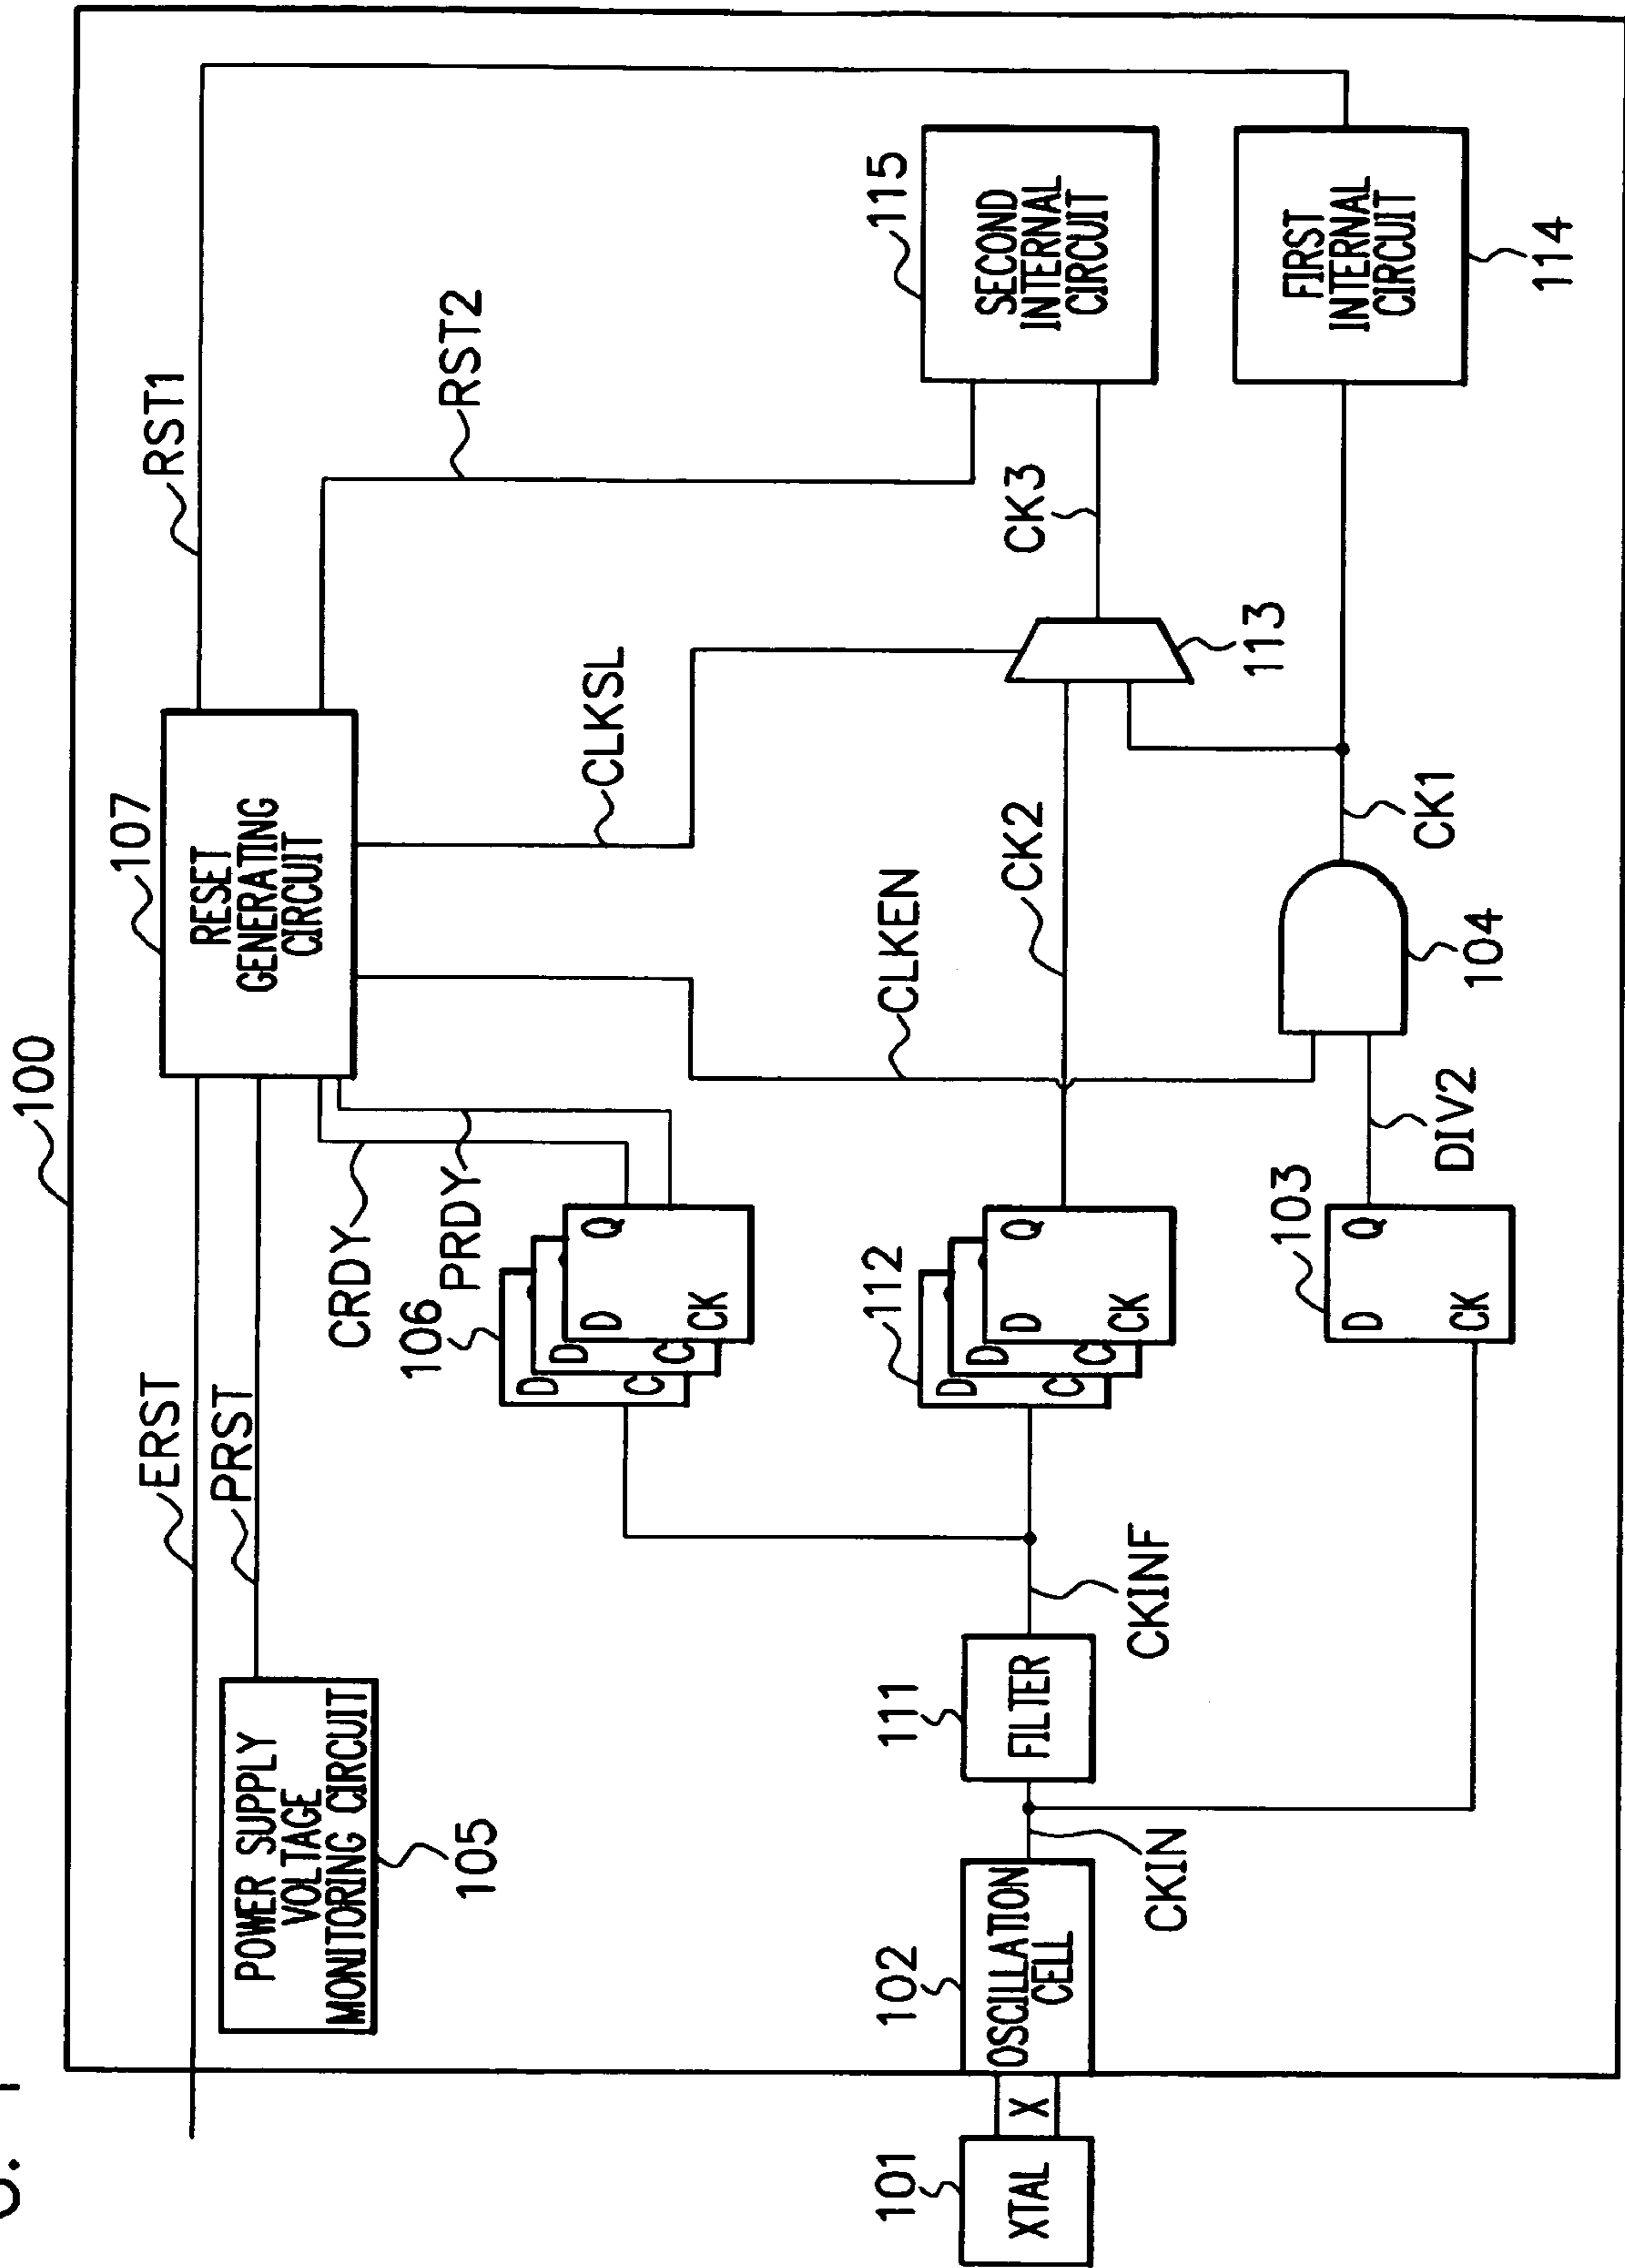 100
ERST
PRST
107
RESET
GENERATING
CIRCUIT
RST1
RST2
POWER SUPPLY
VOLTAGE
MONITORING CIRCUIT
105
CRDY
PRDY
CLKSL
CLKEN
106
D
C
D
C
D
Q
CK
112
D
C
D
C
D
Q
CK
CK2
CK3
113
115
SECOND
INTERNAL
CIRCUIT
101
XTAL
X
102
OSCILLATION
CELL
CKIN
111
FILTER
CKINF
103
D
Q
CK
DIV2
104
CK1
FIRST
INTERNAL
CIRCUIT
114